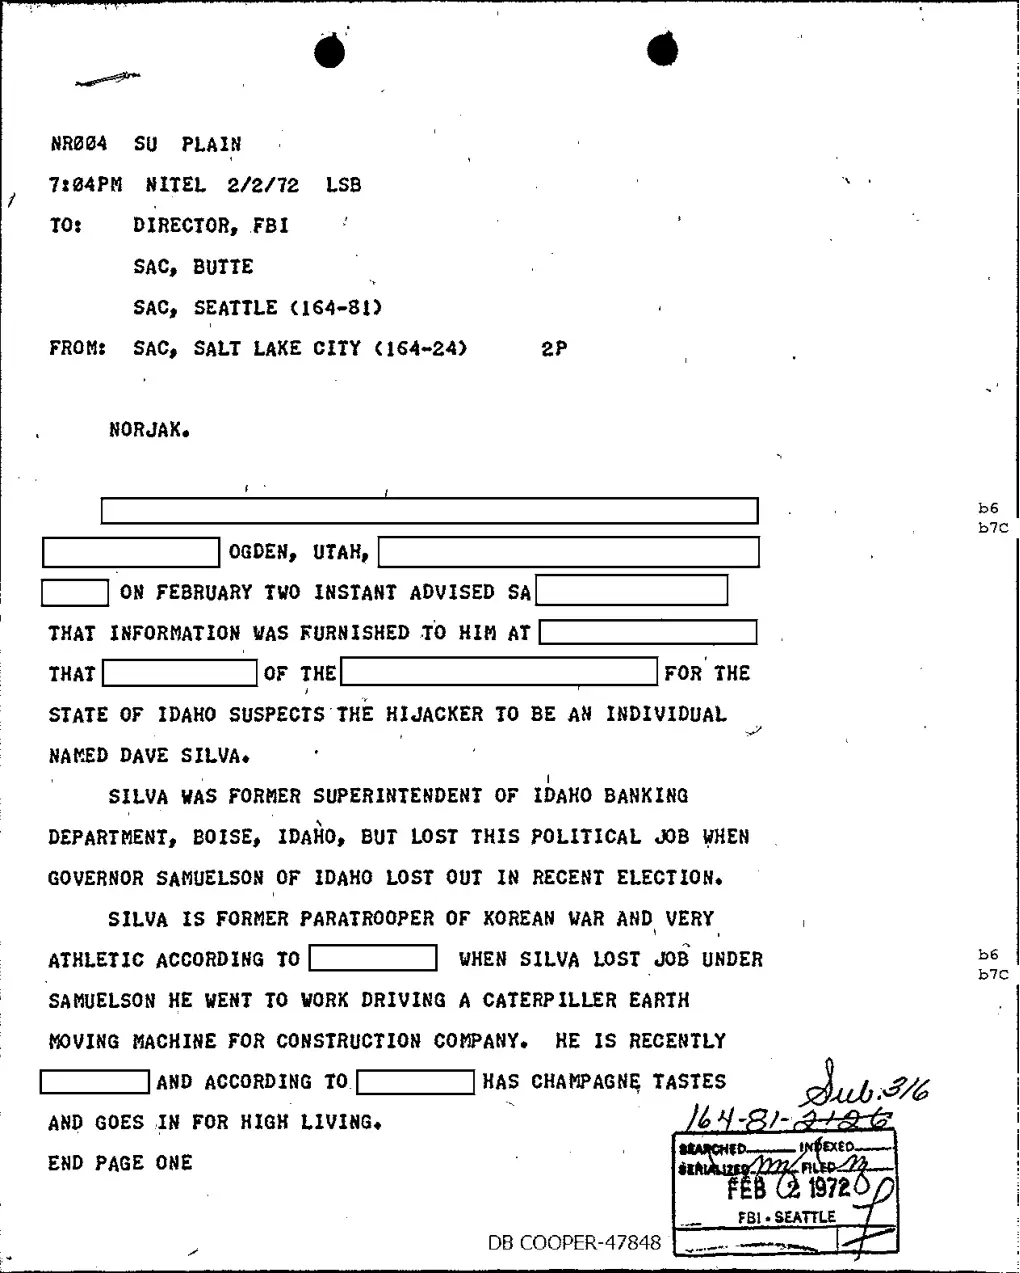 NR004 SU PLAIN
7:04PM NITEL 2/2/72 LSB
TO: DIRECTOR, FBI
SAC, BUTTE
SAC, SEATTLE (164-81)
FROM: SAC, SALT LAKE CITY (164-24) 2P
NORJAK.
b6
b7C
OGDEN, UTAH,
ON FEBRUARY TWO INSTANT ADVISED SA
THAT INFORMATION WAS FURNISHED TO HIM AT
THAT OF THE FOR THE
STATE OF IDAHO SUSPECTS THE HIJACKER TO BE AN INDIVIDUAL
NAMED DAVE SILVA.
SILVA WAS FORMER SUPERINTENDENT OF IDAHO BANKING
DEPARTMENT, BOISE, IDAHO, BUT LOST THIS POLITICAL JOB WHEN
GOVERNOR SAMUELSON OF IDAHO LOST OUT IN RECENT ELECTION.
SILVA IS FORMER PARATROOPER OF KOREAN WAR AND VERY
ATHLETIC ACCORDING TO WHEN SILVA LOST JOB UNDER
b6
b7C
SAMUELSON HE WENT TO WORK DRIVING A CATERPILLER EARTH
MOVING MACHINE FOR CONSTRUCTION COMPANY. HE IS RECENTLY
AND ACCORDING TO HAS CHAMPAGNE TASTES
AND GOES IN FOR HIGH LIVING.
END PAGE ONE
Sub. 316
164-81-2126
SEARCHED INDEXED
SERIALIZED FILED
FEB 2 1972
FBI • SEATTLE
DB COOPER-47848